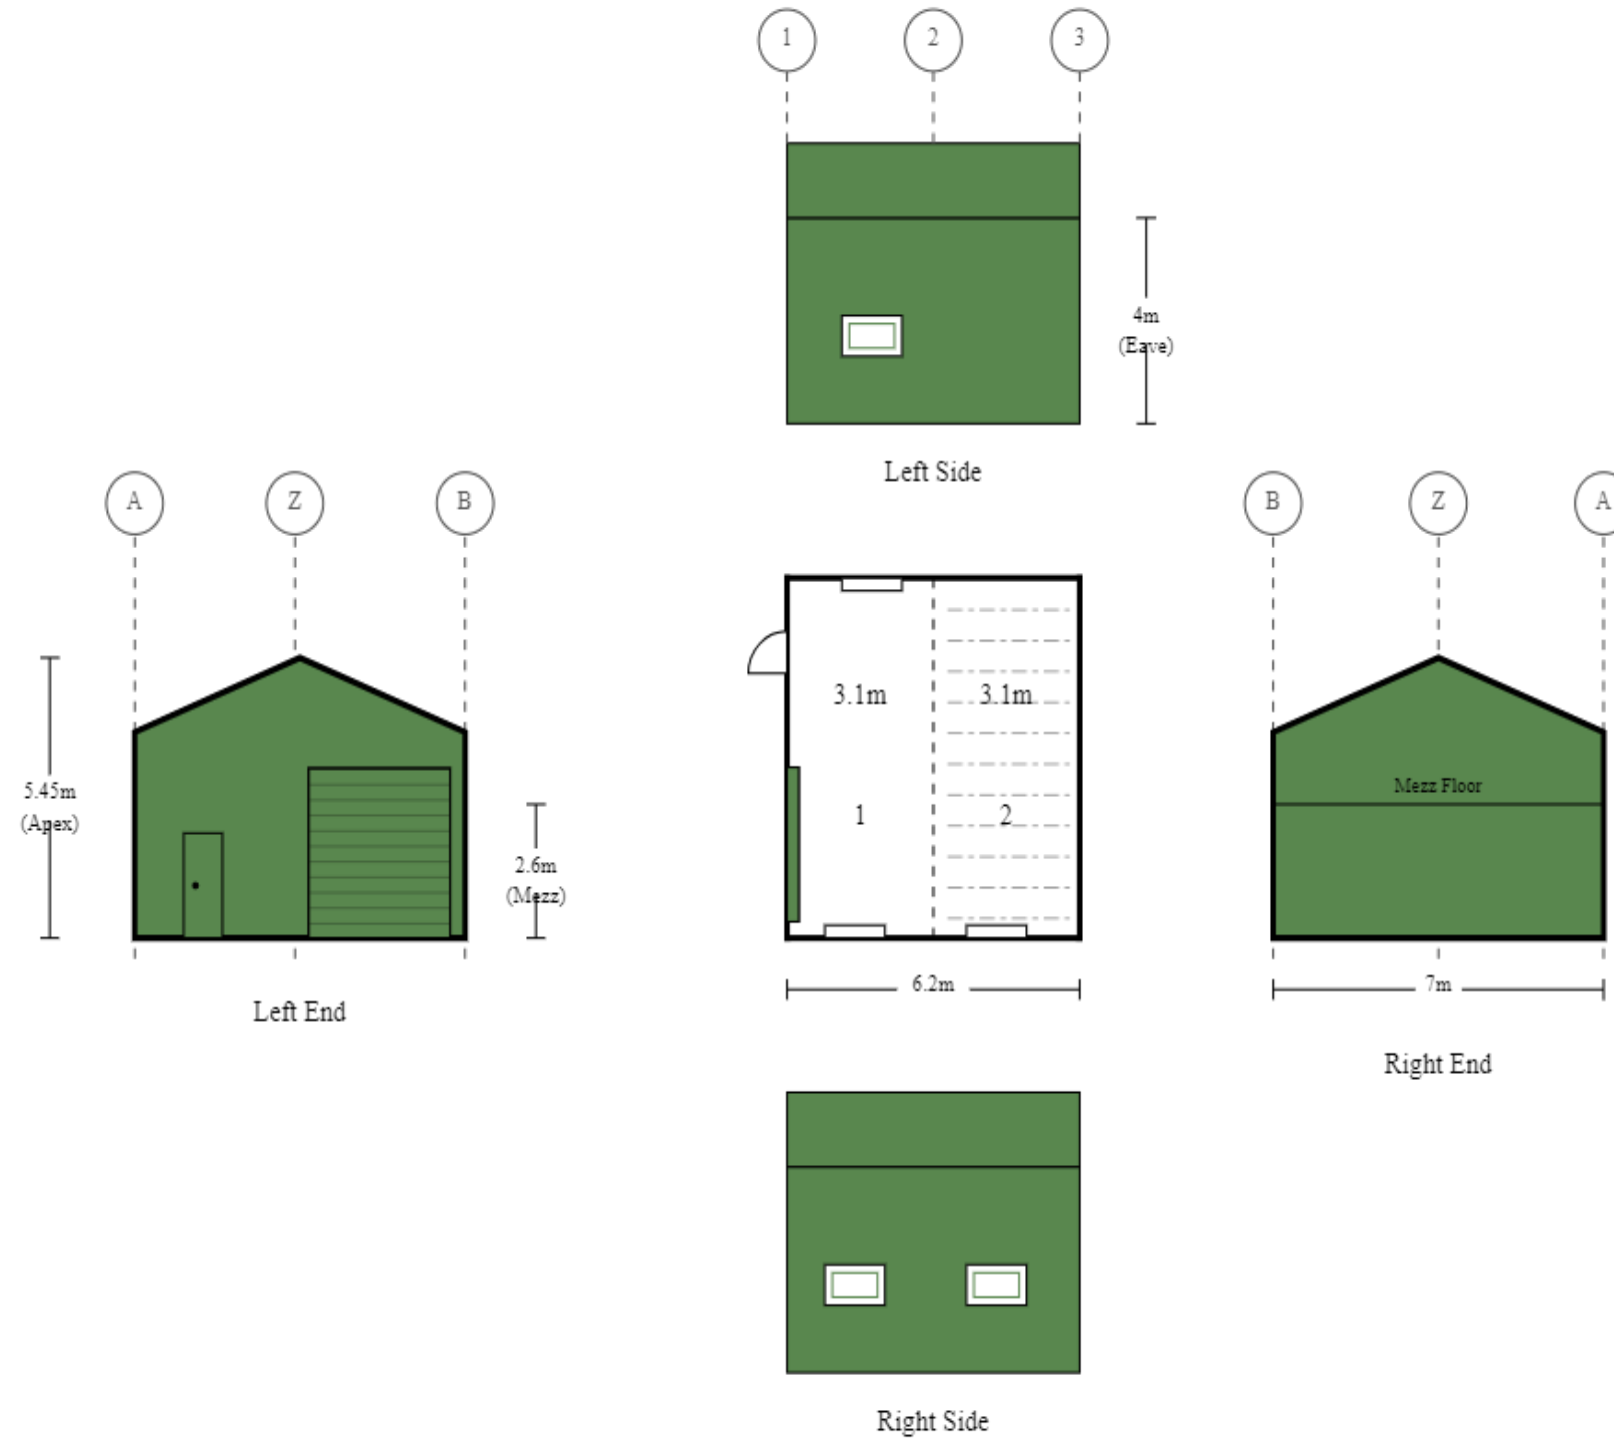 1
2
3
4m
(Eave)
Left Side
A
Z
B
B
Z
A
5.45m
(Apex)
2.6m
(Mezz)
Left End
3.1m
3.1m
1
2
6.2m
Mezz Floor
7m
Right End
Right Side